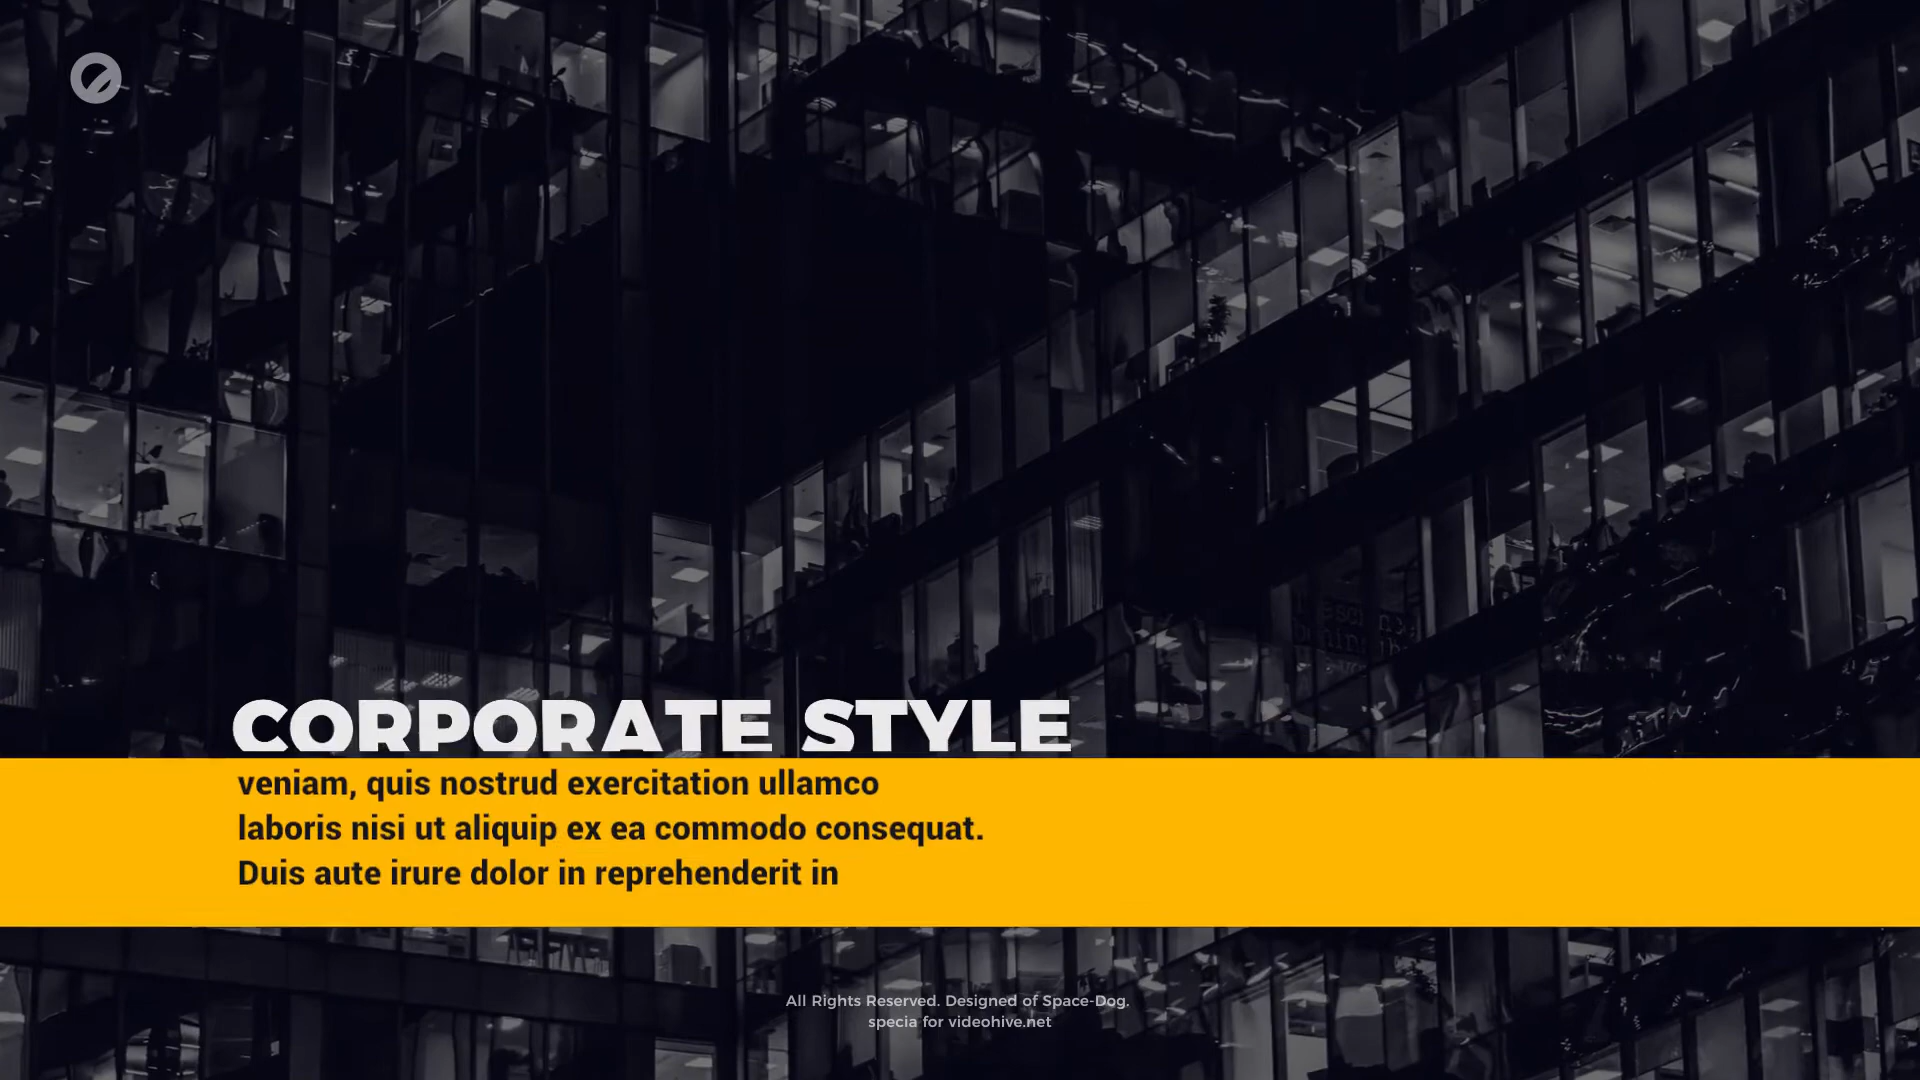 CORPORATE STYLE
veniam, quis nostrud exercitation ullamco
laboris nisi ut aliquip ex ea commodo consequat.
Duis aute irure dolor in reprehenderit in
All Rights Reserved. Designed of Space-Dog.
specia for videohive.net